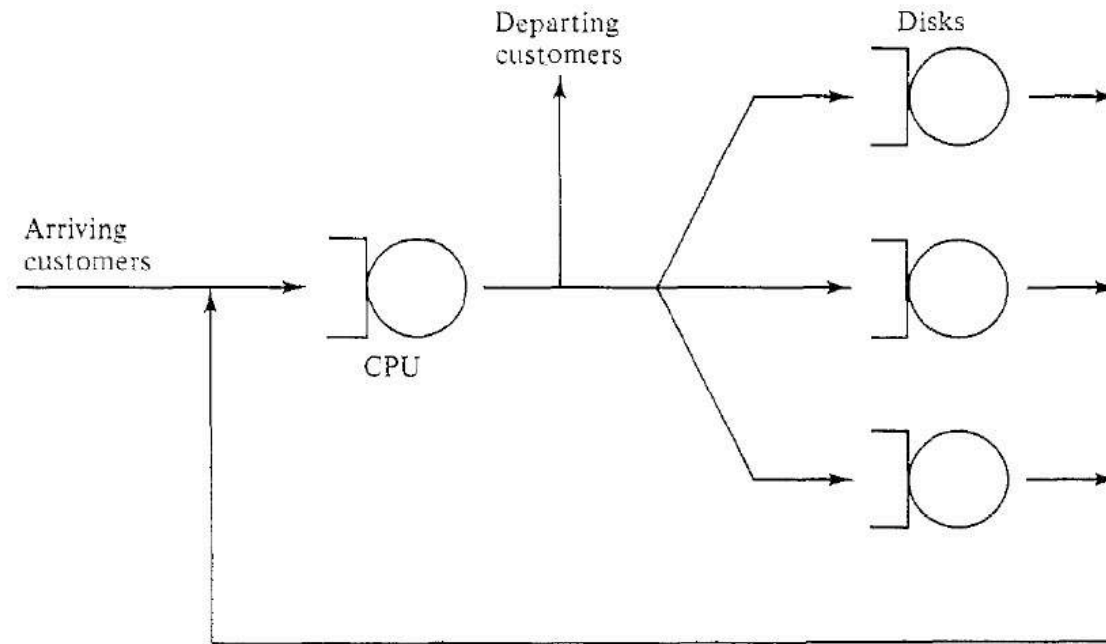 Departing
customers
Disks
Arriving
customers
CPU